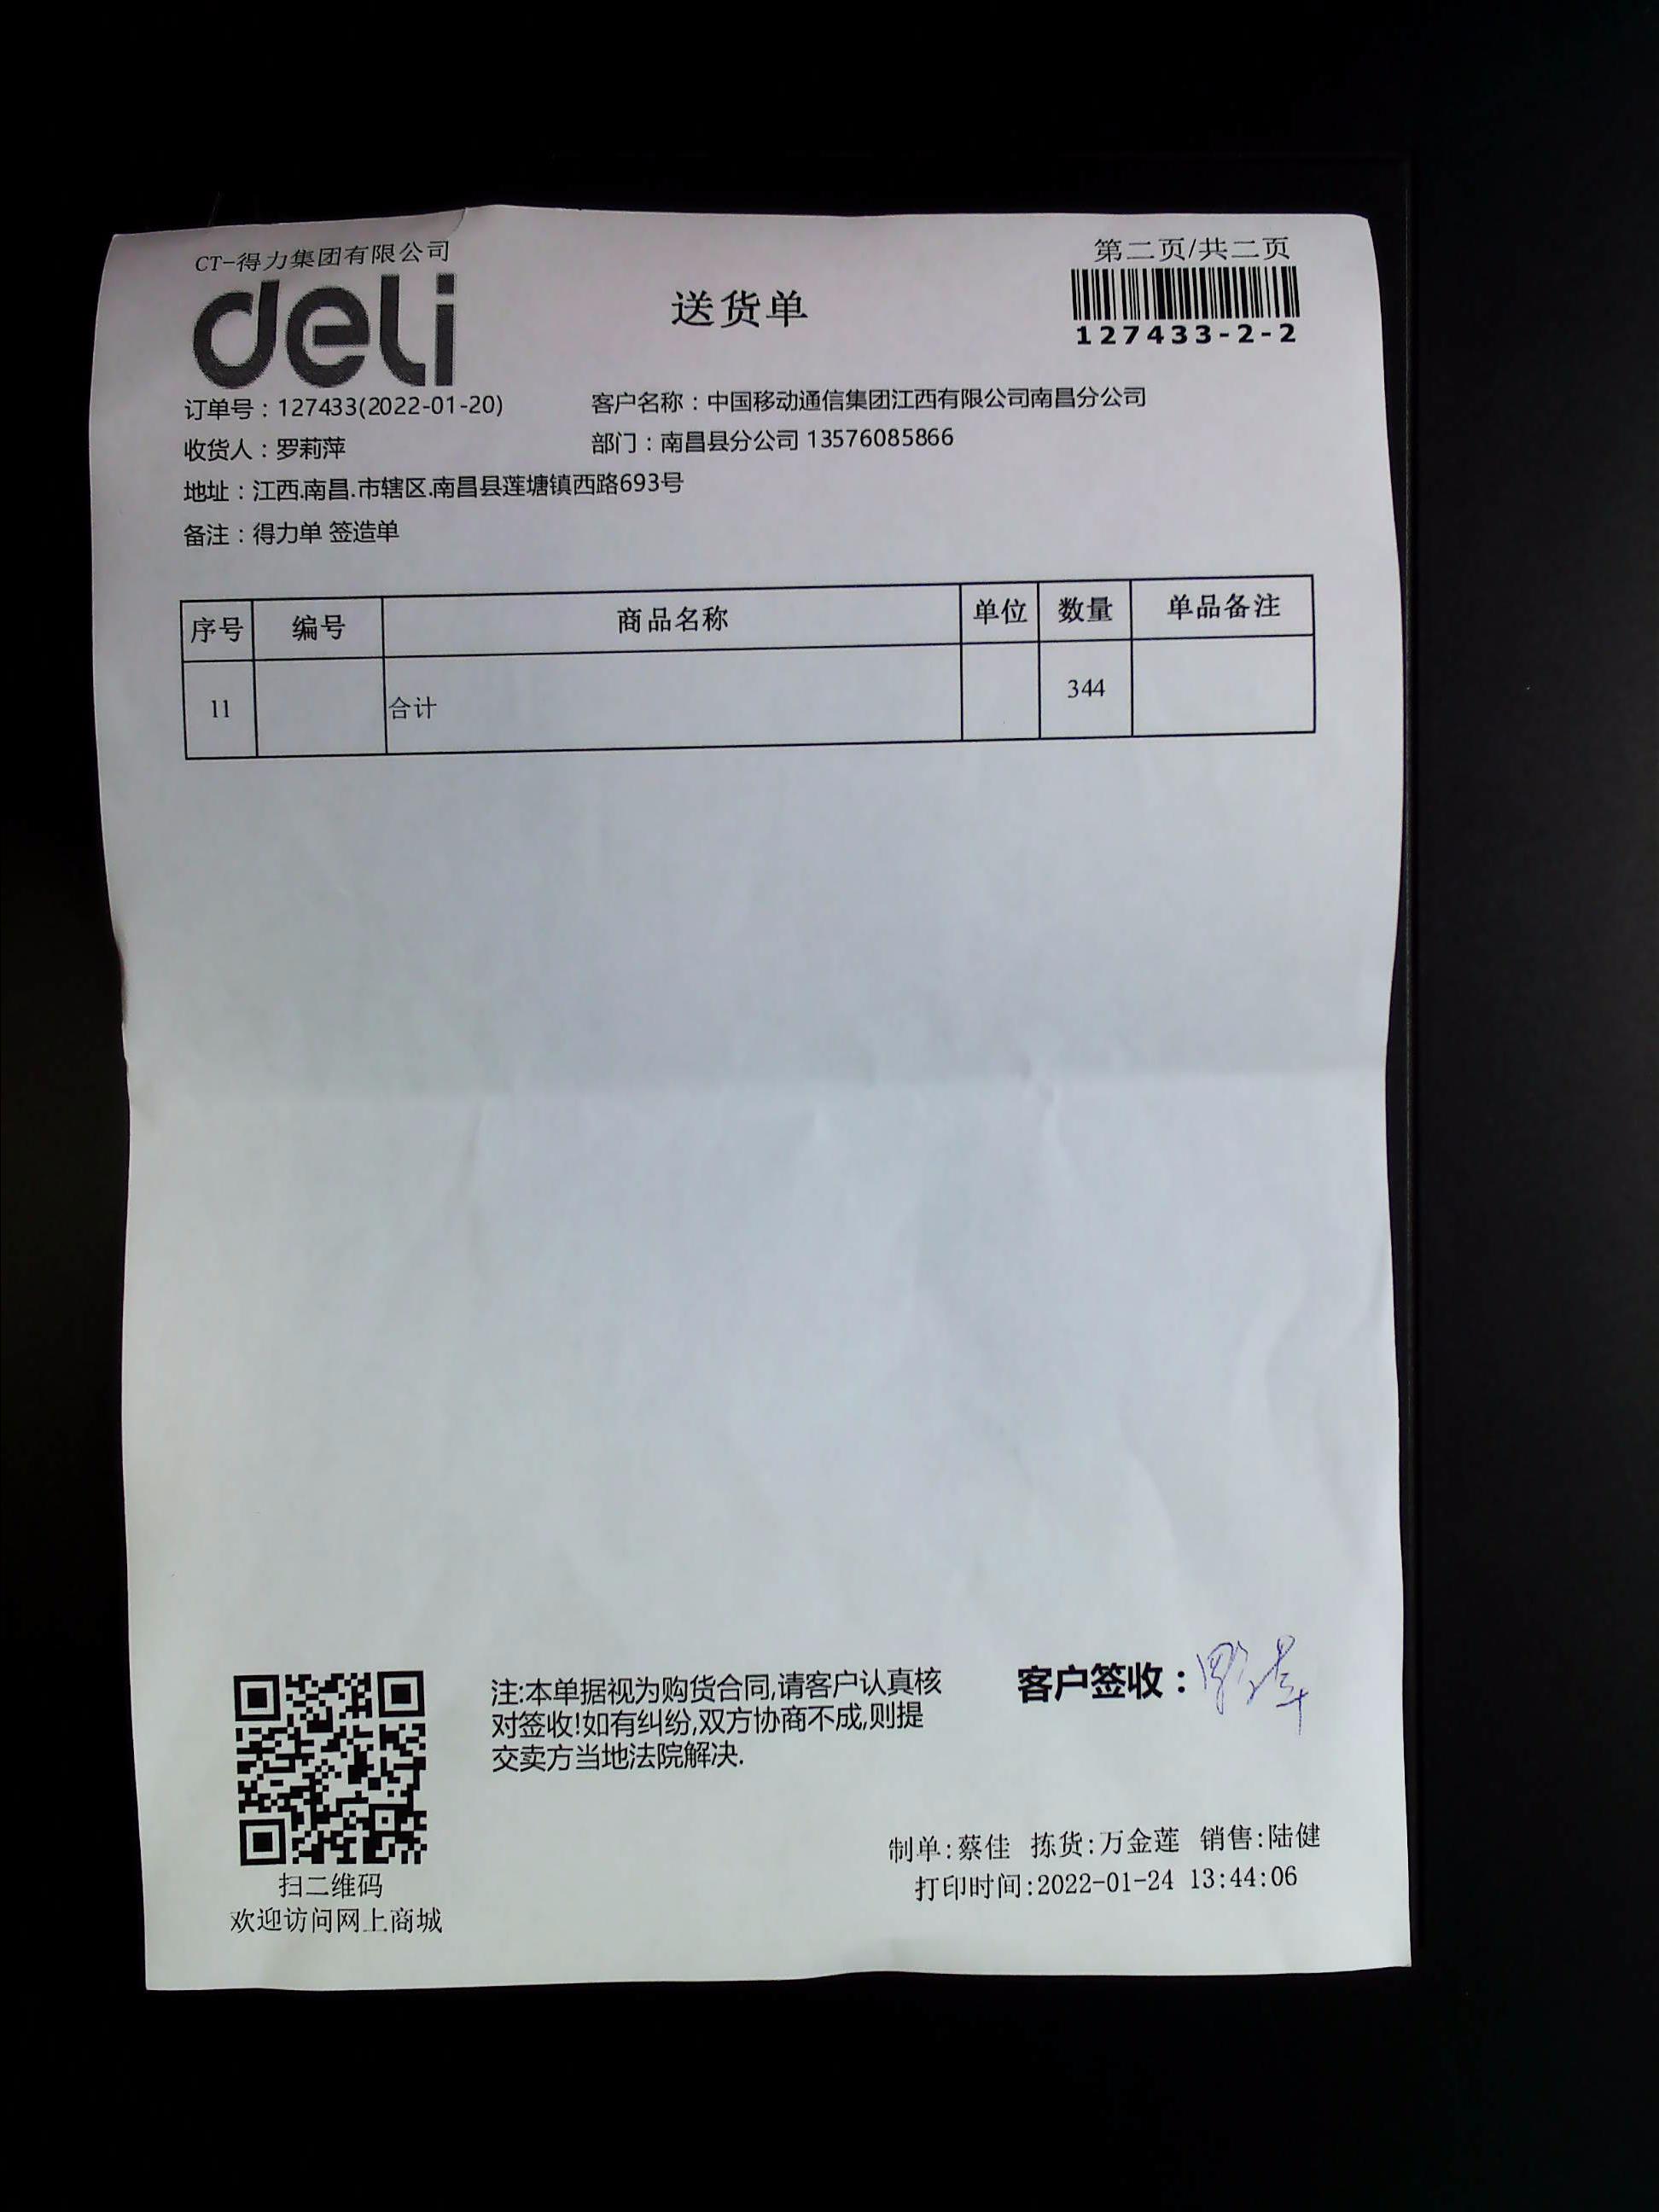 CT-得力集团有限公司
第二页/共二页
deli
送货单
127433-2-2
订单号：127433(2022-01-20)
客户名称：中国移动通信集团江西有限公司南昌分公司
收货人：罗莉萍
部门：南昌县分公司 13576085866
地址：江西.南昌.市辖区.南昌县莲塘镇西路693号
备注：得力单 签造单
序号 编号 商品名称 单位 数量 单品备注
11 合计 344
注:本单据视为购货合同,请客户认真核
对签收!如有纠纷,双方协商不成,则提
交卖方当地法院解决.
客户签收：
制单:蔡佳 拣货:万金莲 销售:陆健
打印时间:2022-01-24 13:44:06
扫二维码
欢迎访问网上商城